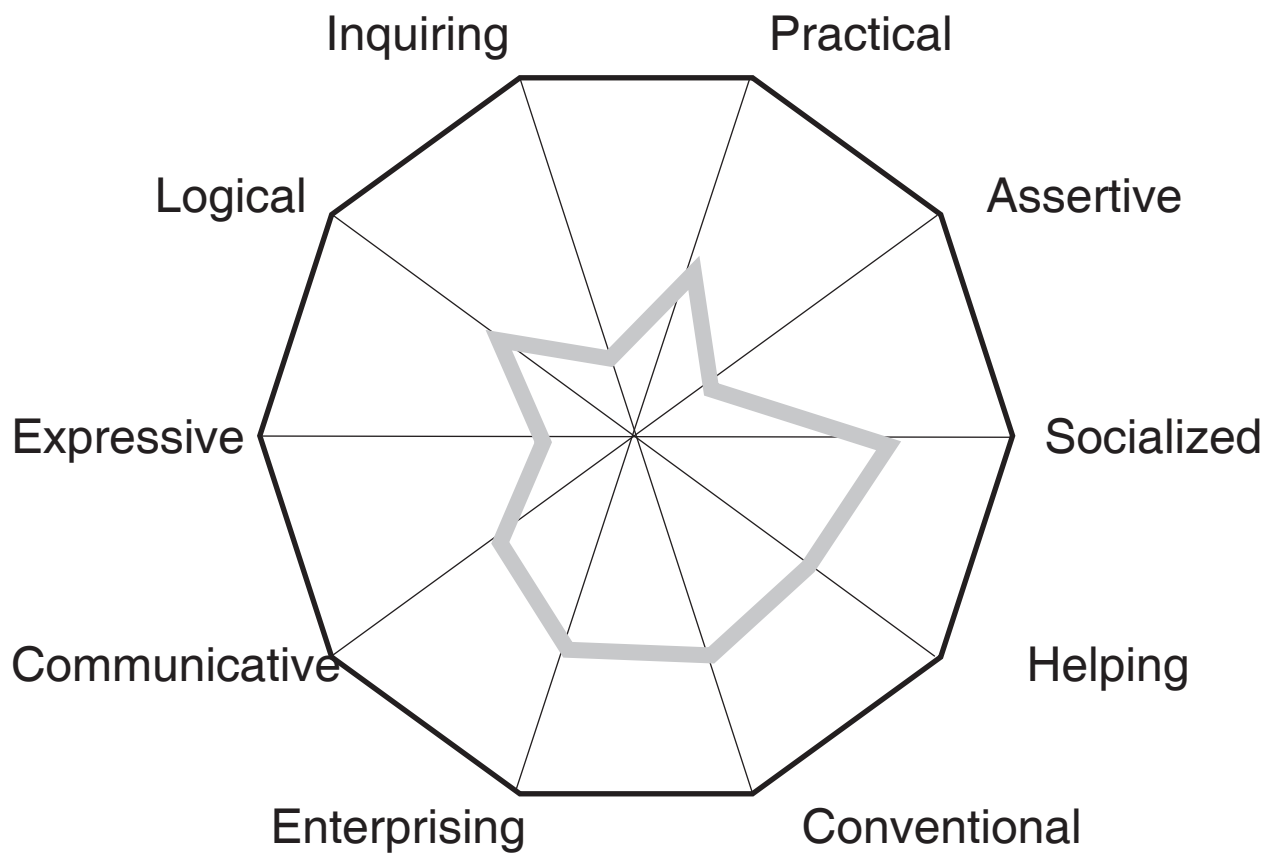 Inquiring
Practical
Logical
Assertive
Expressive
Socialized
Communicative
Helping
Enterprising
Conventional